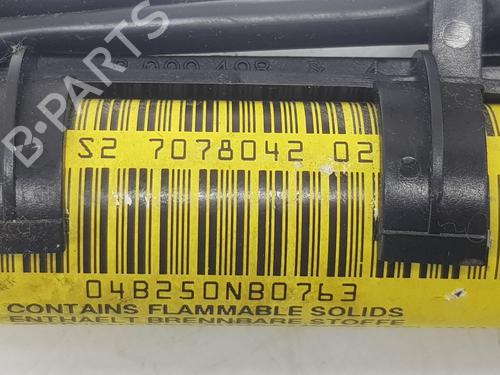 B-PARTS
S2 7078042 02
04B250NB0763
CONTAINS FLAMMABLE SOLIDS
ENTHAELT BRENNBARE STOFFE